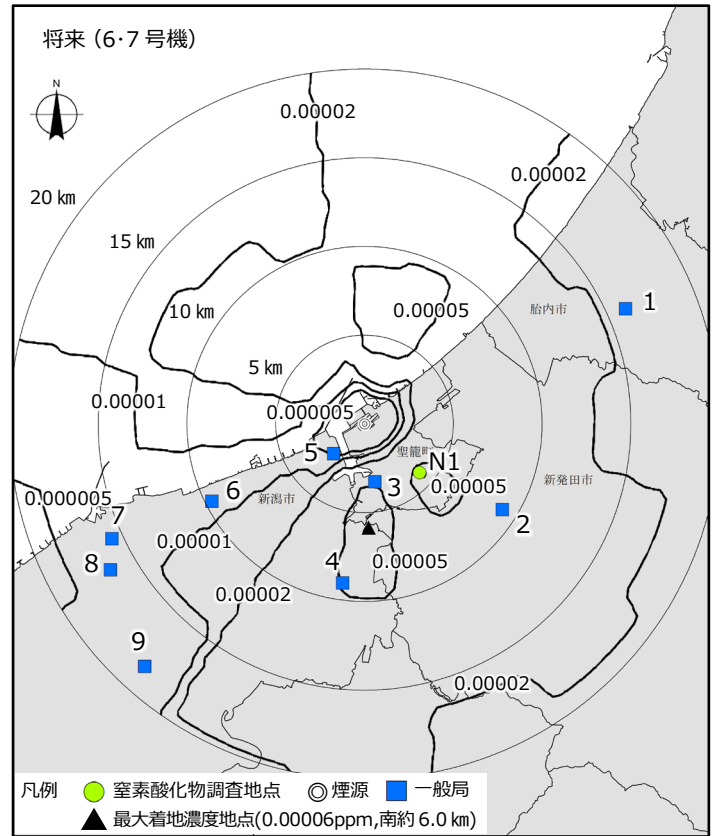 将来（6･7号機）
N
0.00002
0.00002
20 km
15 km
10 km
0.00005
胎内市
1
5 km
0.00001
0.000005
5
聖籠町
N1
0.00005
新発田市
0.000005
6
新潟市
3
2
7
0.00001
8
4
0.00005
0.00002
9
0.00002
凡例
窒素酸化物調査地点
煙源
一般局
最大着地濃度地点(0.00006ppm,南約6.0km)